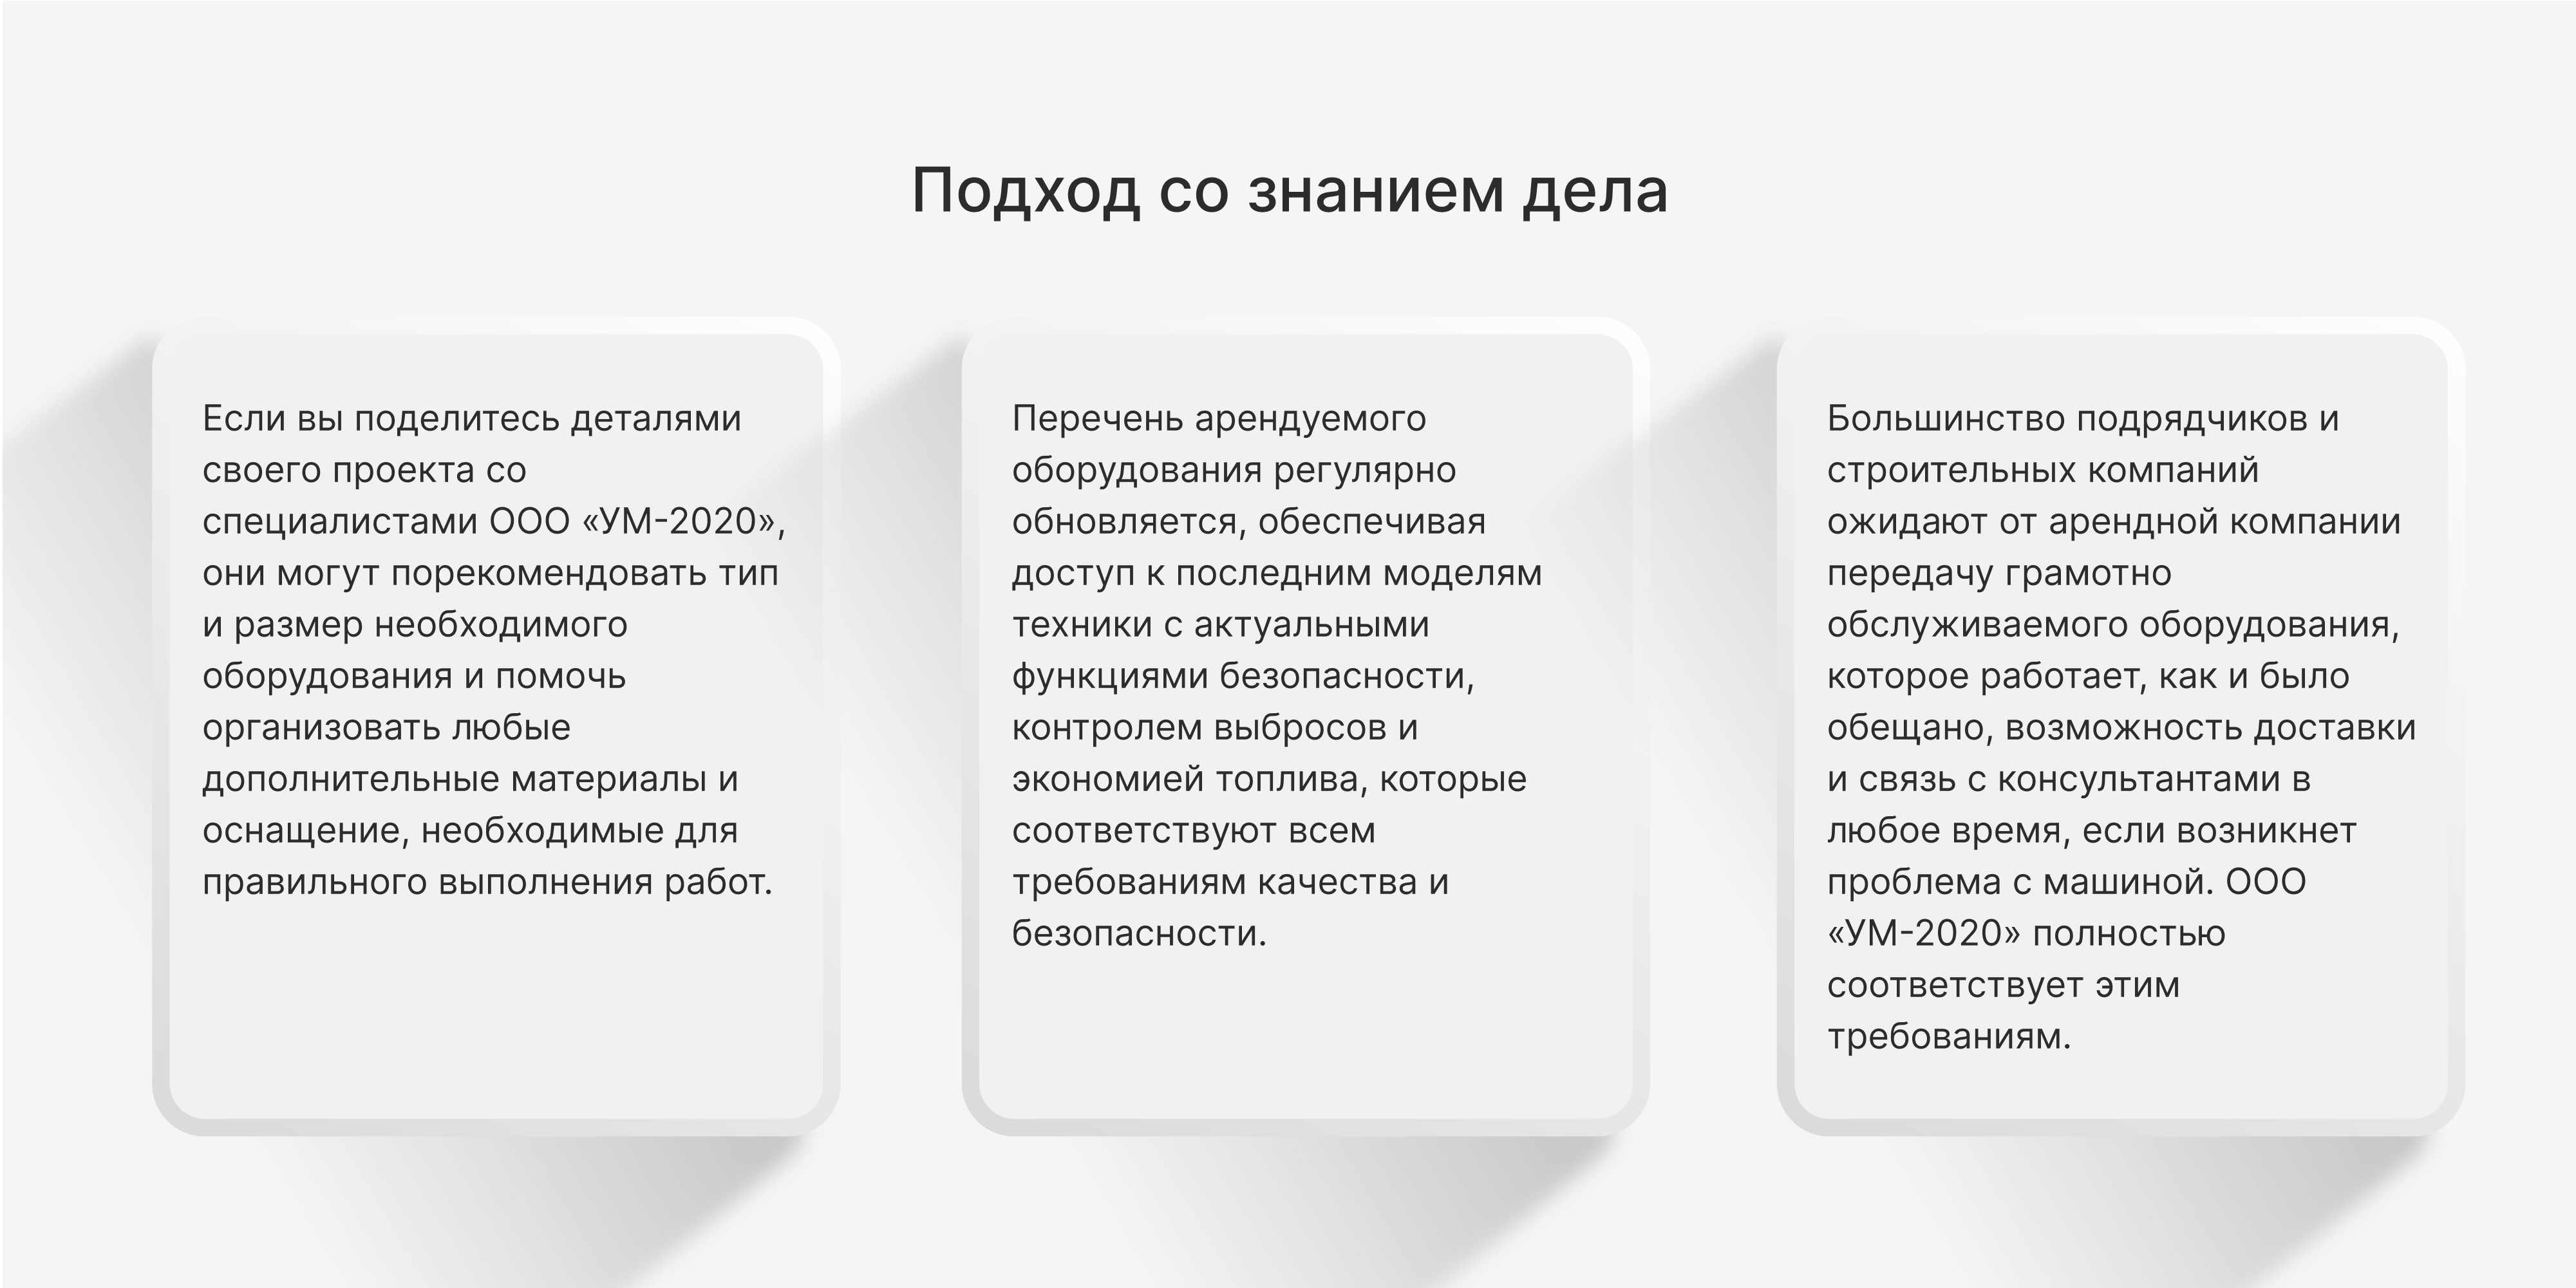 Подход со знанием дела
Если вы поделитесь деталями
своего проекта со
специалистами ООО «УМ-2020»,
они могут порекомендовать тип
и размер необходимого
оборудования и помочь
организовать любые
дополнительные материалы и
оснащение, необходимые для
правильного выполнения работ.
Перечень арендуемого
оборудования регулярно
обновляется, обеспечивая
доступ к последним моделям
техники с актуальными
функциями безопасности,
контролем выбросов и
экономией топлива, которые
соответствуют всем
требованиям качества и
безопасности.
Большинство подрядчиков и
строительных компаний
ожидают от арендной компании
передачу грамотно
обслуживаемого оборудования,
которое работает, как и было
обещано, возможность доставки
и связь с консультантами в
любое время, если возникнет
проблема с машиной. ООО
«УМ-2020» полностью
соответствует этим
требованиям.